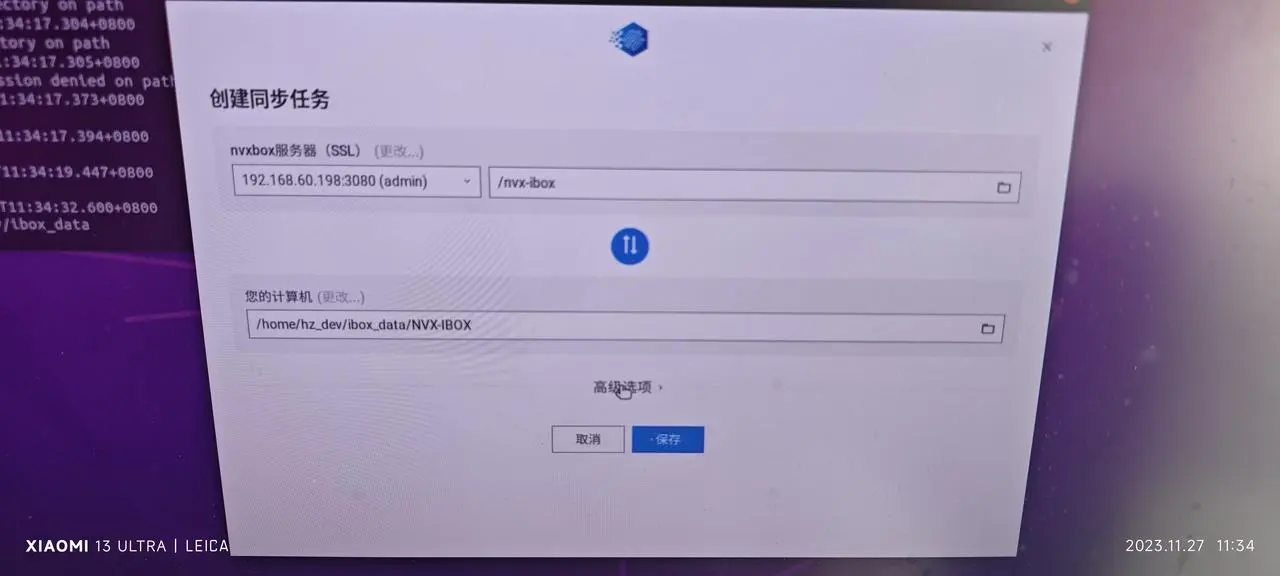 ectory on path
:34:17.304+0800
tory on path
:34:17.305+0800
ssion denied on path
1:34:17.373+0800
11:34:17.394+0800
11:34:19.447+0800
T11:34:32.600+0800
/ibox_data
创建同步任务
nvxbox服务器（SSL） (更改...)
192.168.60.198:3080 (admin)
/nvx-ibox
您的计算机 (更改...)
/home/hz_dev/ibox_data/NVX-IBOX
高级选项 ›
取消
保存
XIAOMI 13 ULTRA | LEICA
2023.11.27 11:34